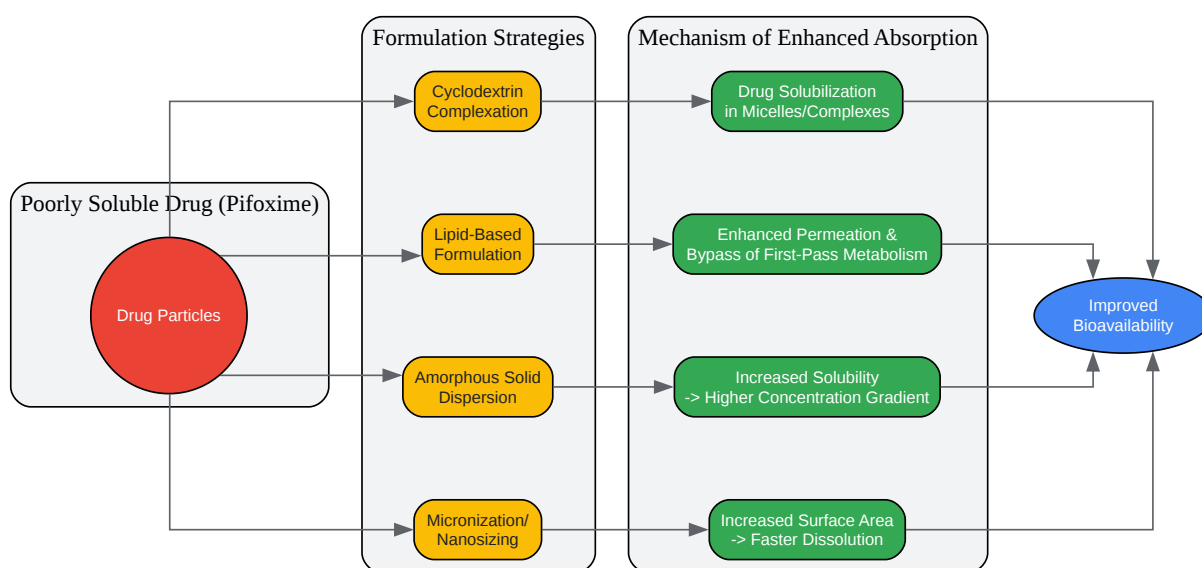 Formulation Strategies
Mechanism of Enhanced Absorption
Cyclodextrin
Complexation
Drug Solubilization
in Micelles/Complexes
Poorly Soluble Drug (Pifoxime)
Lipid-Based
Formulation
Enhanced Permeation &
Bypass of First-Pass Metabolism
Drug Particles
Improved
Bioavailability
Amorphous Solid
Dispersion
Increased Solubility
-> Higher Concentration Gradient
Micronization/
Nanosizing
Increased Surface Area
-> Faster Dissolution